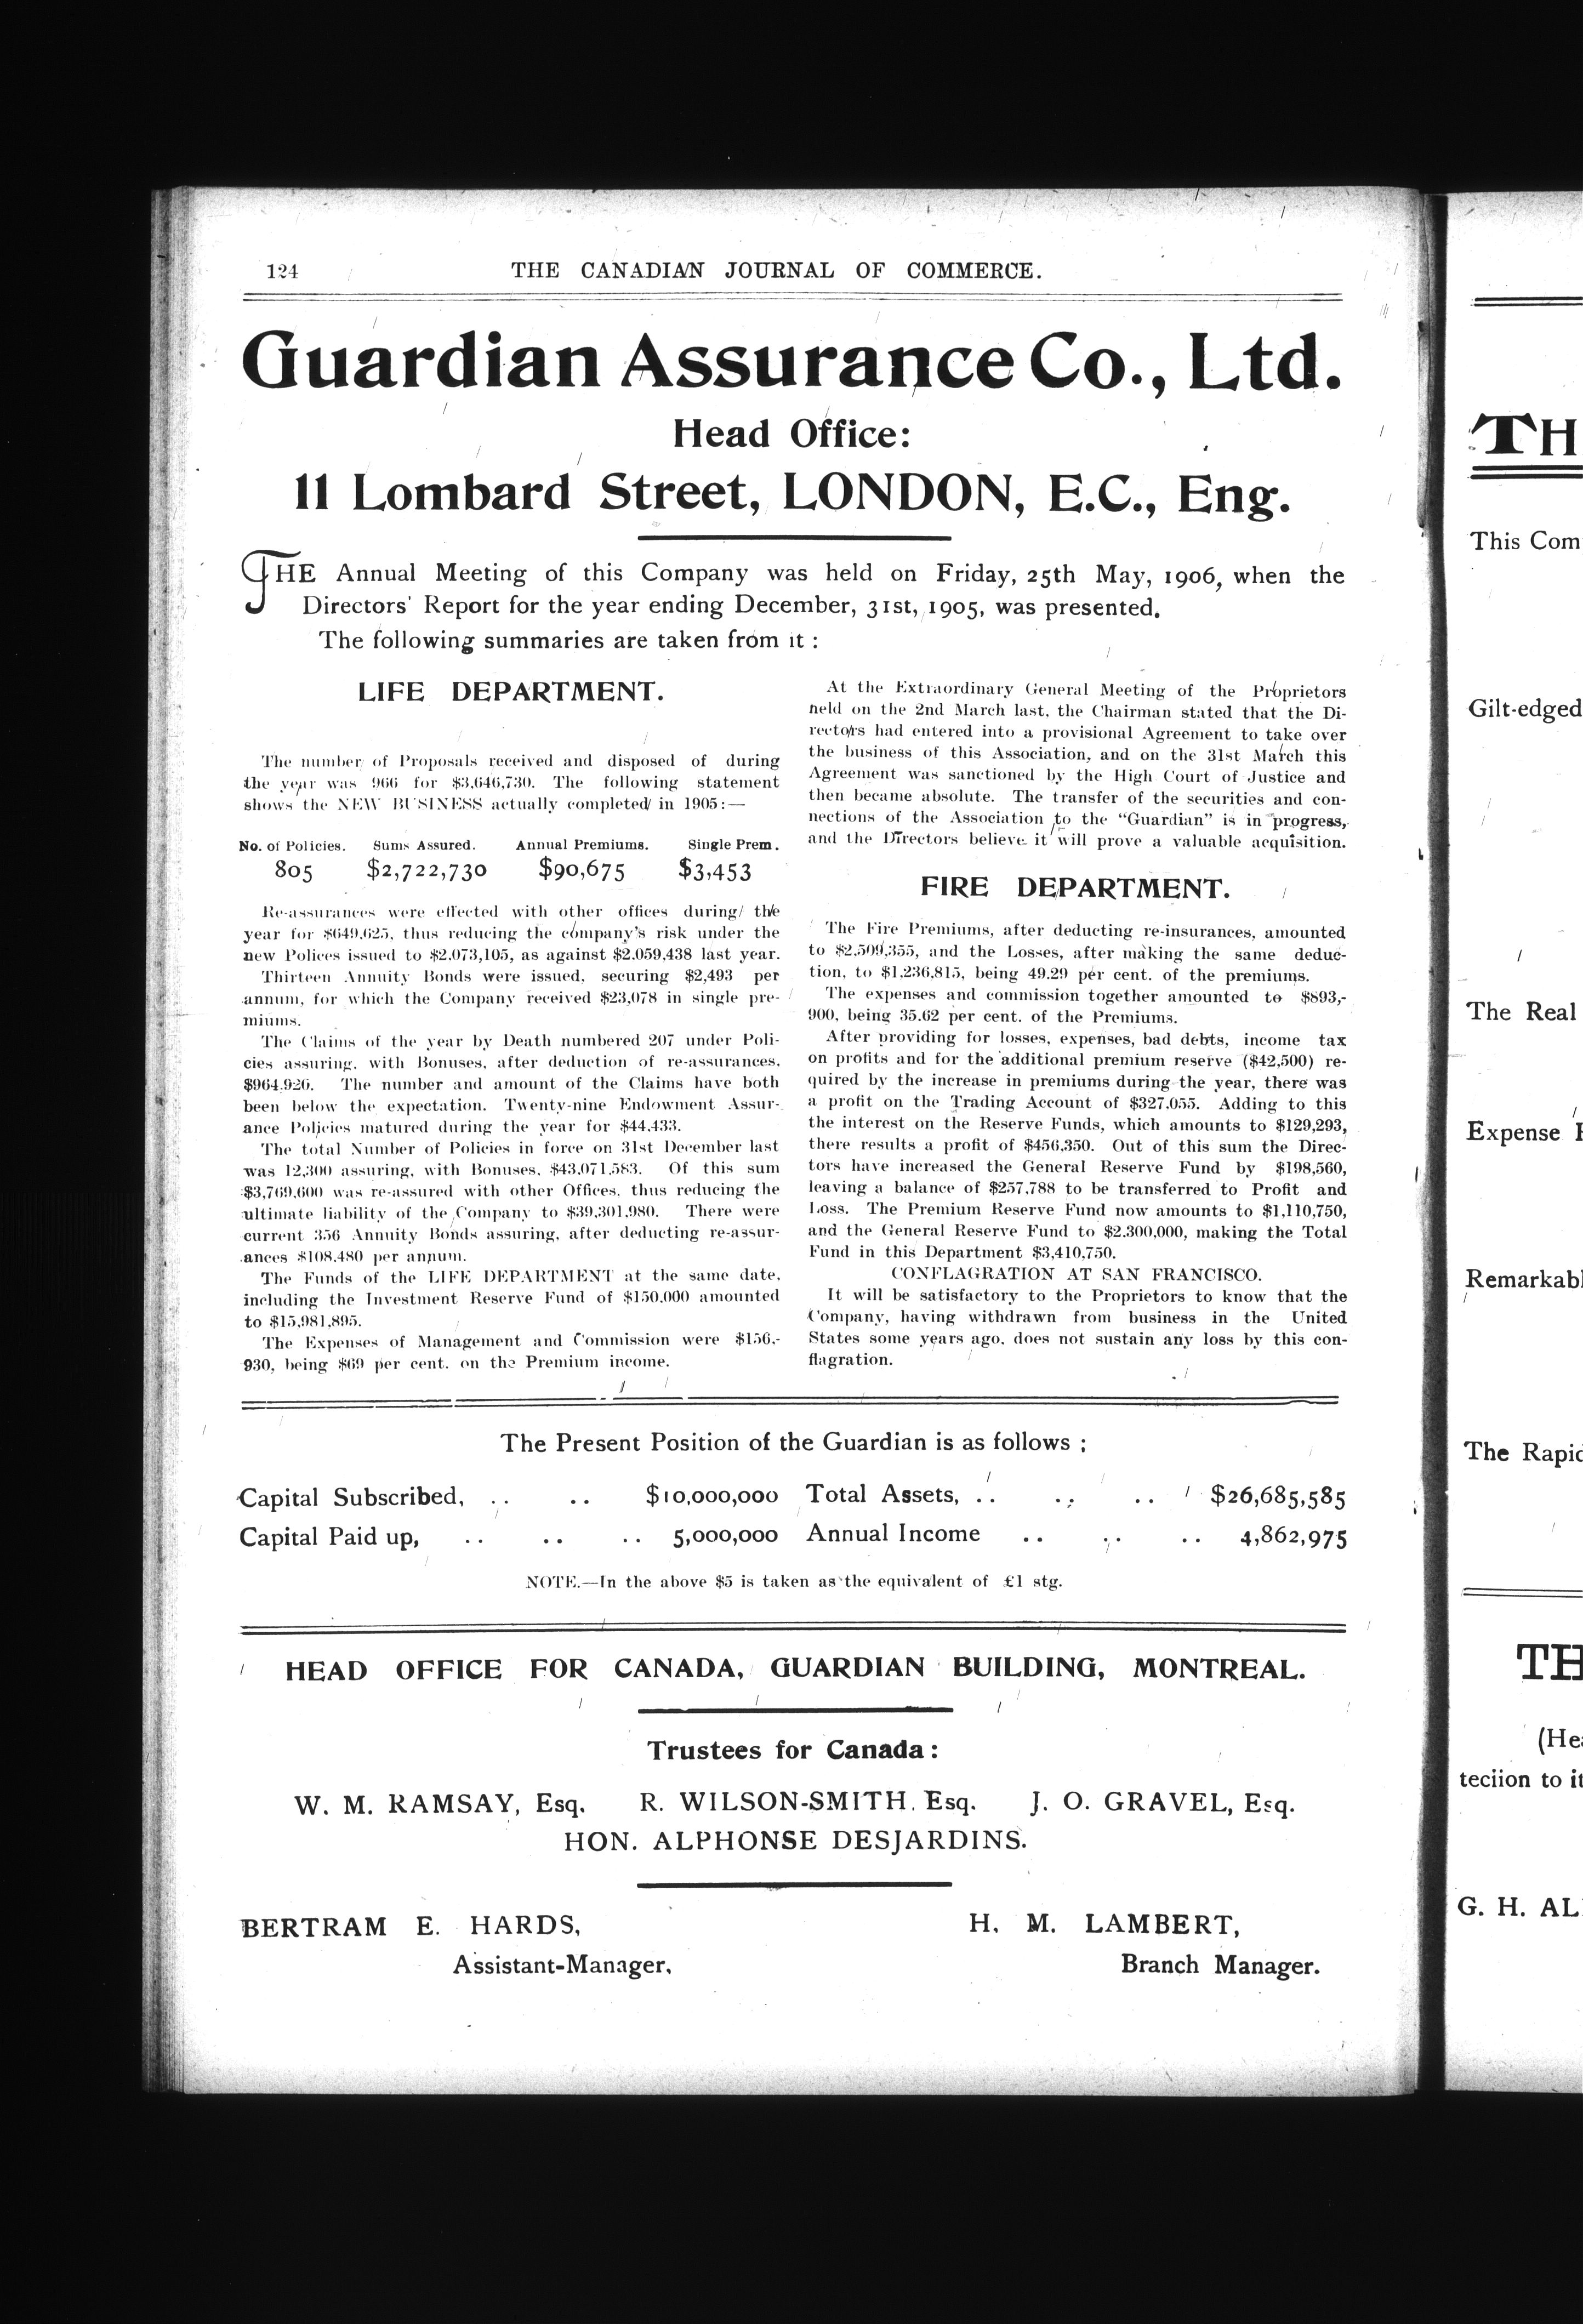 124 THE CANADIAN JOURNAL OF COMMERCE.
Guardian Assurance Co., Ltd.
Head Office:
11 Lombard Street, LONDON, E.C., Eng.
THE Annual Meeting of this Company was held on Friday, 25th May, 1906, when the
Directors' Report for the year ending December, 31st, 1905, was presented.
The following summaries are taken from it :
LIFE DEPARTMENT.
The number of Proposals received and disposed of during
the year was 966 for $3,646,730. The following statement
shows the NEW BUSINESS actually completed in 1905:—
No. of Policies. Sums Assured. Annual Premiums. Single Prem.
805 $2,722,730 $90,675 $3,453
Re-assurances were effected with other offices during the
year for $649,625, thus reducing the company's risk under the
new Polices issued to $2,073,105, as against $2,059,438 last year.
Thirteen Annuity Bonds were issued, securing $2,493 per
annum, for which the Company received $23,078 in single pre-
miums.
The Claims of the year by Death numbered 207 under Poli-
cies assuring, with Bonuses, after deduction of re-assurances,
$964,926. The number and amount of the Claims have both
been below the expectation. Twenty-nine Endowment Assur-
ance Policies matured during the year for $44,433.
The total Number of Policies in force on 31st December last
was 12,300 assuring, with Bonuses, $43,071,583. Of this sum
$3,769,600 was re-assured with other Offices, thus reducing the
ultimate liability of the Company to $39,301,980. There were
current 356 Annuity Bonds assuring, after deducting re-assur-
ances $108,480 per annum.
The Funds of the LIFE DEPARTMENT at the same date,
including the Investment Reserve Fund of $150,000 amounted
to $15,981,895.
The Expenses of Management and Commission were $156,-
930, being $69 per cent. on the Premium income.
At the Extraordinary General Meeting of the Proprietors
held on the 2nd March last, the Chairman stated that the Di-
rectors had entered into a provisional Agreement to take over
the business of this Association, and on the 31st March this
Agreement was sanctioned by the High Court of Justice and
then became absolute. The transfer of the securities and con-
nections of the Association to the "Guardian" is in progress,
and the Directors believe it will prove a valuable acquisition.
FIRE DEPARTMENT.
The Fire Premiums, after deducting re-insurances, amounted
to $2,509,355, and the Losses, after making the same deduc-
tion, to $1,236,815, being 49.29 per cent. of the premiums.
The expenses and commission together amounted to $893,-
900, being 35.62 per cent. of the Premiums.
After providing for losses, expenses, bad debts, income tax
on profits and for the additional premium reserve ($42,500) re-
quired by the increase in premiums during the year, there was
a profit on the Trading Account of $327,055. Adding to this
the interest on the Reserve Funds, which amounts to $129,293,
there results a profit of $456,350. Out of this sum the Direc-
tors have increased the General Reserve Fund by $198,560,
leaving a balance of $257,788 to be transferred to Profit and
Loss. The Premium Reserve Fund now amounts to $1,110,750,
and the General Reserve Fund to $2,300,000, making the Total
Fund in this Department $3,410,750.
CONFLAGRATION AT SAN FRANCISCO.
It will be satisfactory to the Proprietors to know that the
Company, having withdrawn from business in the United
States some years ago, does not sustain any loss by this con-
flagration.
The Present Position of the Guardian is as follows ;
Capital Subscribed, .. .. $10,000,000 Total Assets, .. .. .. $26,685,585
Capital Paid up, .. .. .. 5,000,000 Annual Income .. .. .. 4,862,975
NOTE.—In the above $5 is taken as the equivalent of £1 stg.
HEAD OFFICE FOR CANADA, GUARDIAN BUILDING, MONTREAL.
Trustees for Canada:
W. M. RAMSAY, Esq. R. WILSON-SMITH, Esq. J. O. GRAVEL, Esq.
HON. ALPHONSE DESJARDINS.
BERTRAM E. HARDS, H. M. LAMBERT,
Assistant-Manager, Branch Manager.
TH
This Com
Gilt-edged
The Real
Expense
Remarkabl
The Rapid
TH
(Hea
teciion to it
G. H. AL